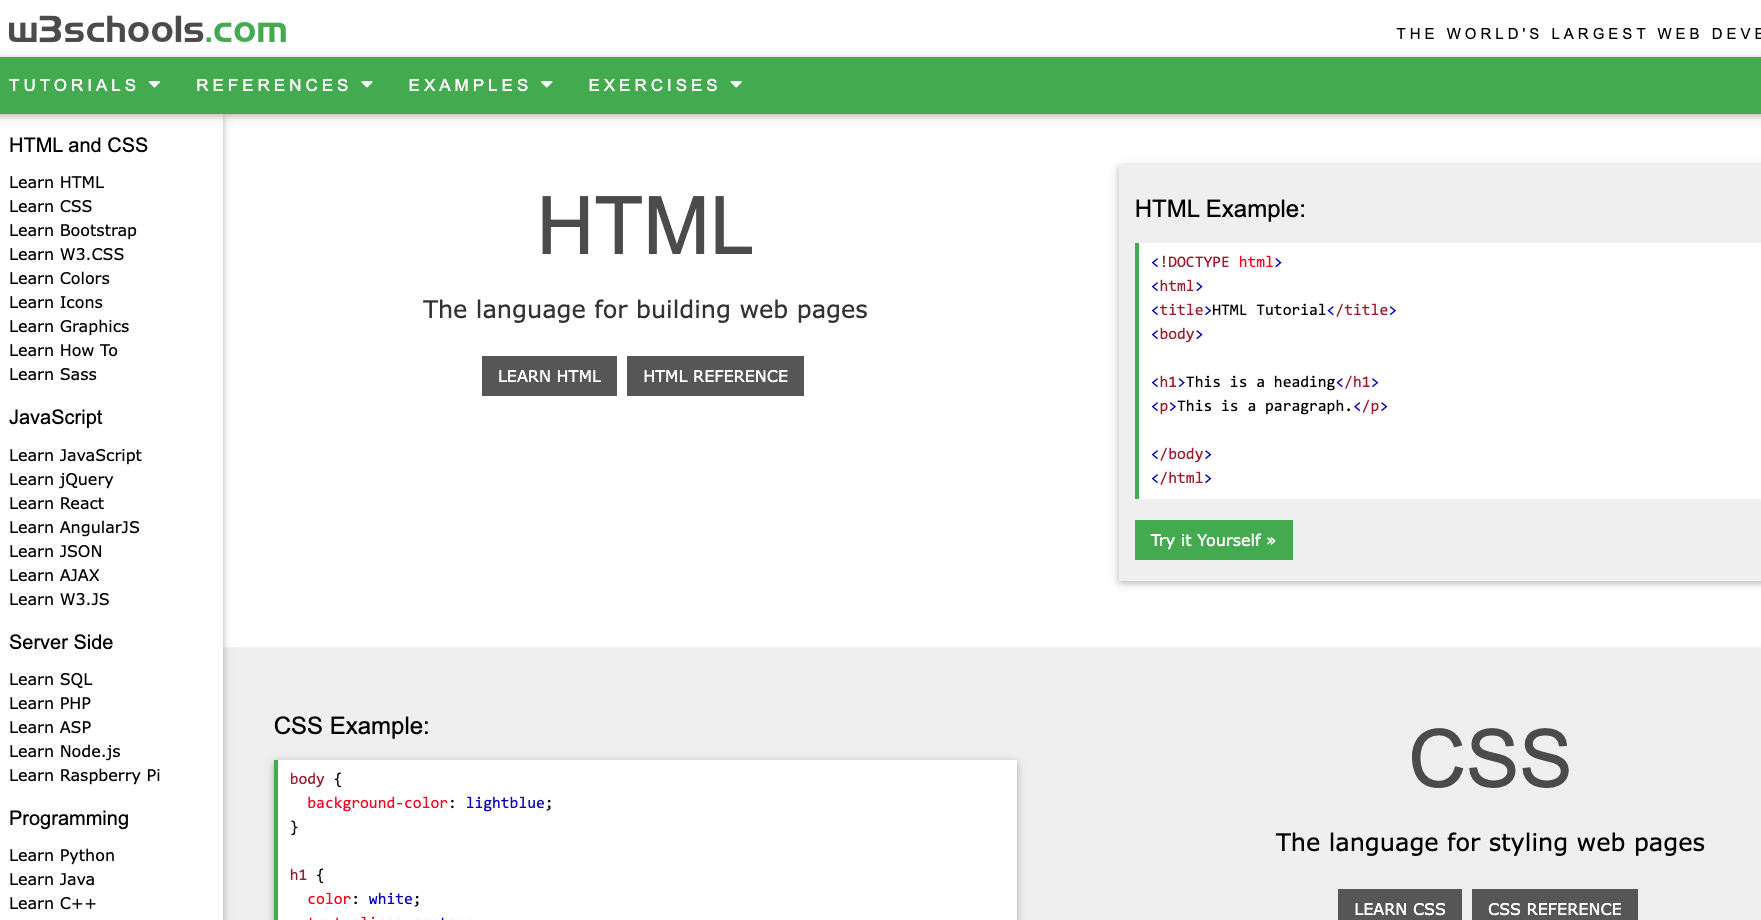 w3schools.com
THE WORLD'S LARGEST WEB
TUTORIALS
REFERENCES
EXAMPLES
EXERCISES
HTML and CSS
Learn HTML
Learn CSS
Learn Bootstrap
Learn W3.CSS
Learn Colors
Learn Icons
Learn Graphics
Learn How To
Learn Sass
JavaScript
Learn JavaScript
Learn jQuery
Learn React
Learn AngularJS
Learn JSON
Learn AJAX
Learn W3.JS
Server Side
Learn SQL
Learn PHP
Learn ASP
Learn Node.js
Learn Raspberry Pi
Programming
Learn Python
Learn Java
Learn C++
HTML
The language for building web pages
LEARN HTML
HTML REFERENCE
HTML Example:
<!DOCTYPE html>
<html>
<title>HTML Tutorial</title>
<body>
<h1>This is a heading</h1>
<p>This is a paragraph.</p>
</body>
</html>
Try it Yourself »
CSS Example:
body {
background-color: lightblue;
}
h1 {
color: white;
CSS
The language for styling web pages
LEARN CSS
CSS REFERENCE